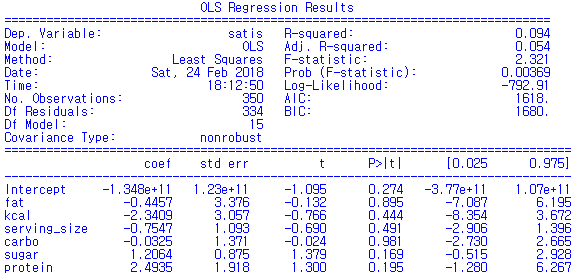 OLS Regression Results
Dep. Variable: satis R-squared: 0.094
Model: OLS Adj. R-squared: 0.054
Method: Least Squares F-statistic: 2.321
Date: Sat, 24 Feb 2018 Prob (F-statistic): 0.00369
Time: 18:12:50 Log-Likelihood: -792.91
No. Observations: 350 AIC: 1618.
Df Residuals: 334 BIC: 1680.
Df Model: 15
Covariance Type: nonrobust
coef std err t P>|t| [0.025 0.975]
Intercept -1.348e+11 1.23e+11 -1.095 0.274 -3.77e+11 1.07e+11
fat -0.4457 3.376 -0.132 0.895 -7.087 6.195
kcal -2.3409 3.057 -0.766 0.444 -8.354 3.672
serving_size -0.7547 1.093 -0.690 0.491 -2.906 1.396
carbo -0.0325 1.371 -0.024 0.981 -2.730 2.665
sugar 1.2064 0.875 1.379 0.169 -0.515 2.928
protein 2.4935 1.918 1.300 0.195 -1.280 6.267